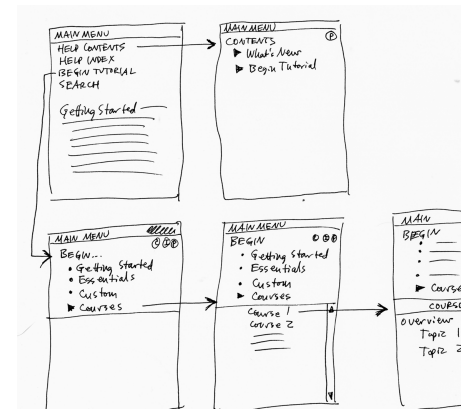 MAIN MENU
HELP CONTENTS
HELP INDEX
BEGIN TUTORIAL
SEARCH
Getting Started
MAIN MENU
P
CONTENTS
What's New
Begin Tutorial
MAIN MENU
BEGIN...
• Getting Started
• Essentials
• Custom
Courses
MAIN MENU
BEGIN
• Getting Started
• Essentials
• Custom
Courses
Course 1
Course 2
MAIN
BEGIN
Course
COURSE
Overview
Topic 1
Topic 2